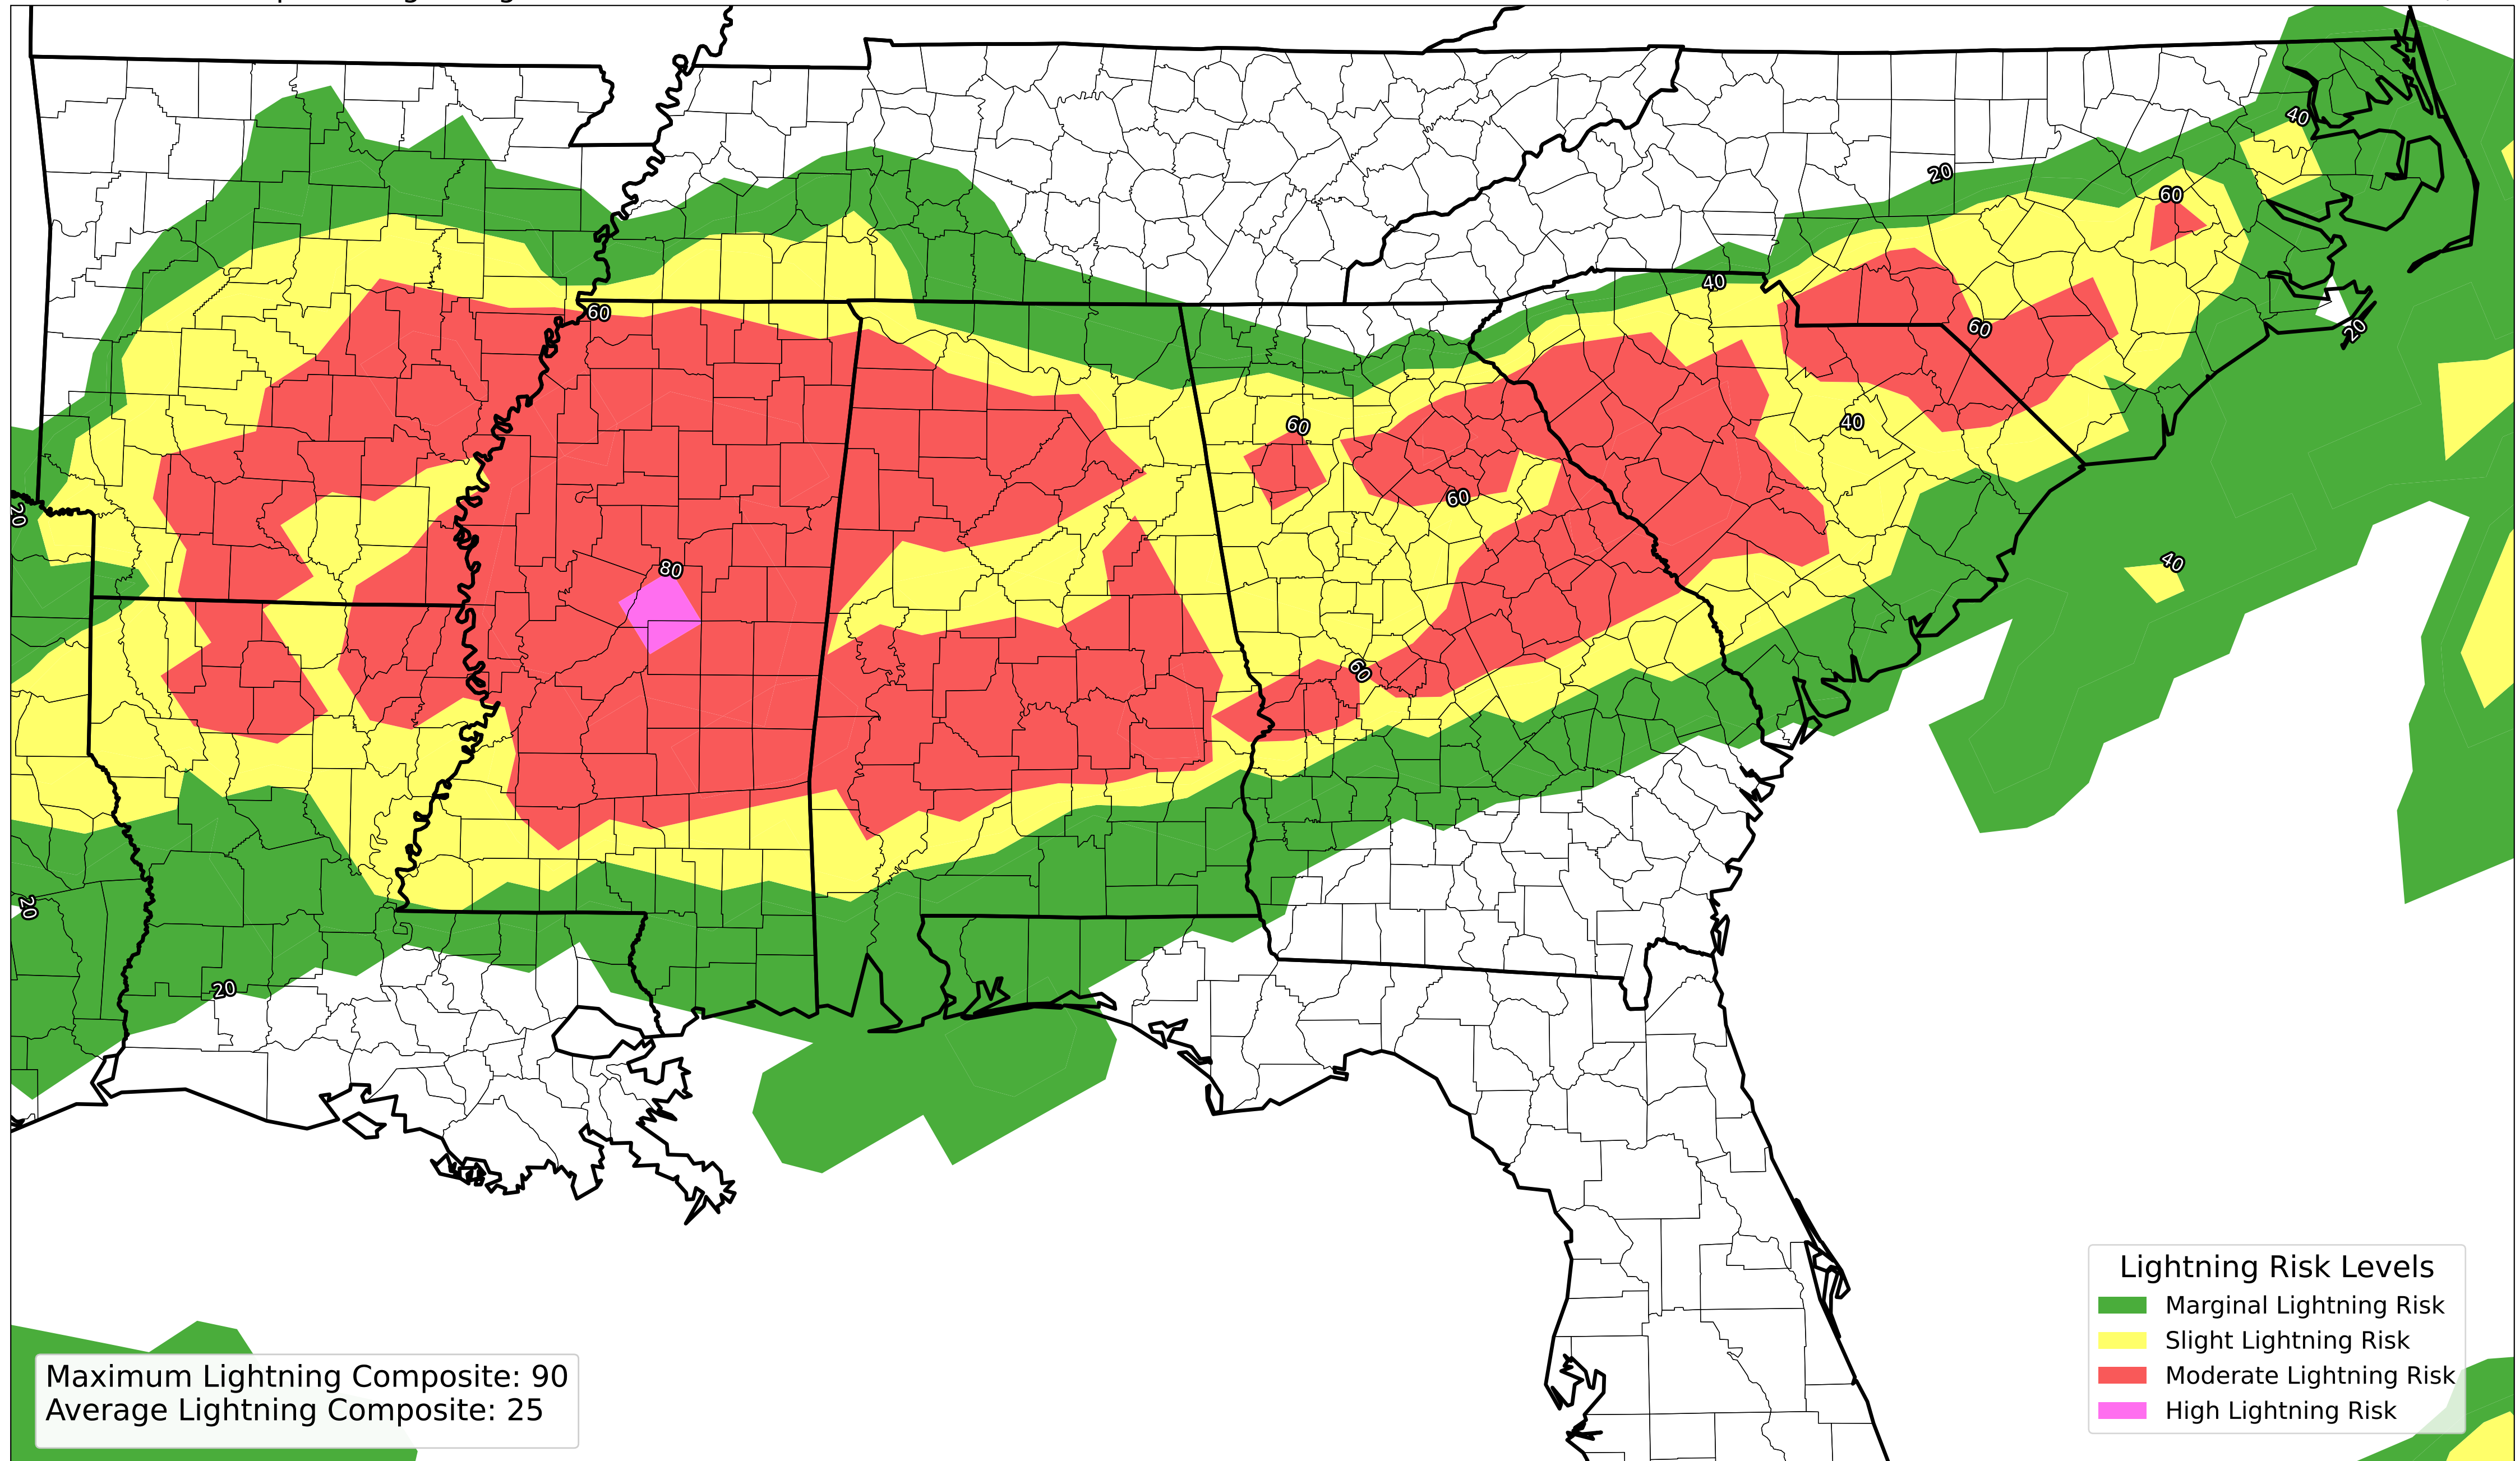 40
20
60
40
60
60
20
40
60
60
20
80
40
60
20
20
Lightning Risk Levels
Marginal Lightning Risk
Slight Lightning Risk
Moderate Lightning Risk
High Lightning Risk
Maximum Lightning Composite: 90
Average Lightning Composite: 25